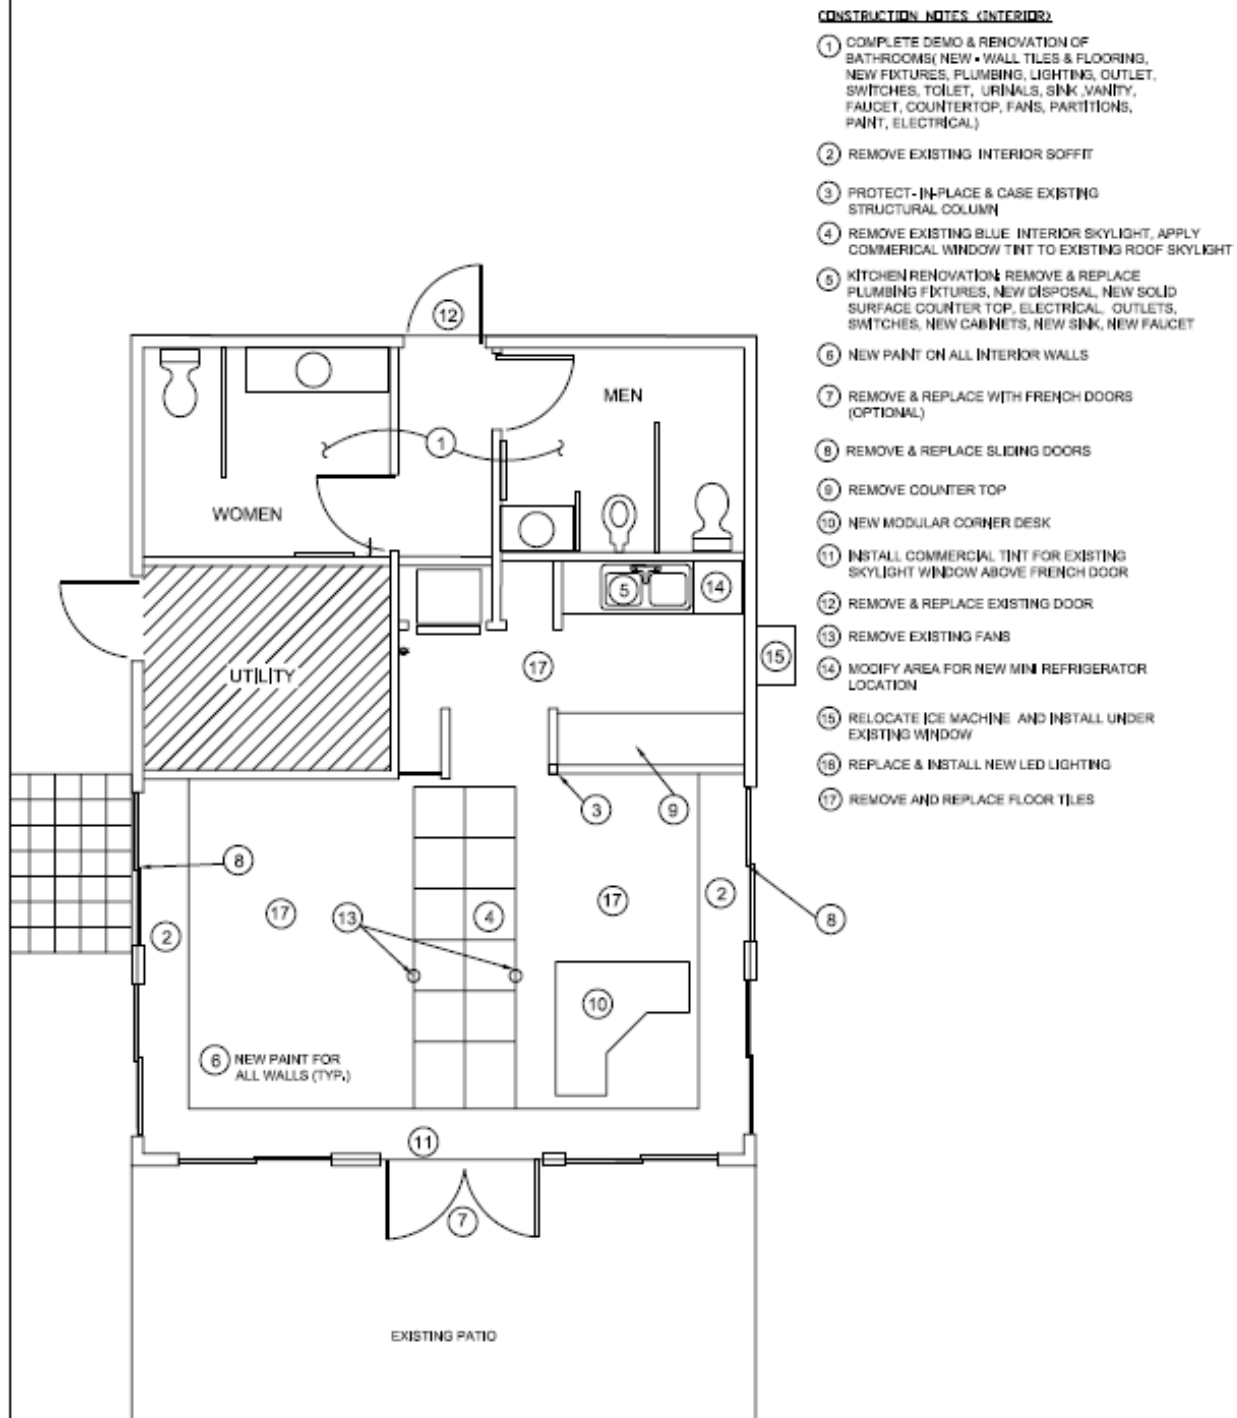 CONSTRUCTION NOTES (INTERIOR)
1 COMPLETE DEMO & RENOVATION OF
BATHROOMS( NEW - WALL TILES & FLOORING,
NEW FIXTURES, PLUMBING, LIGHTING, OUTLET,
SWITCHES, TOILET, URINALS, SINK ,VANITY,
FAUCET, COUNTERTOP, FANS, PARTITIONS,
PAINT, ELECTRICAL)
2 REMOVE EXISTING INTERIOR SOFFIT
3 PROTECT- IN-PLACE & CASE EXISTING
STRUCTURAL COLUMN
4 REMOVE EXISTING BLUE INTERIOR SKYLIGHT, APPLY
COMMERICAL WINDOW TINT TO EXISTING ROOF SKYLIGHT
5 KITCHEN RENOVATION: REMOVE & REPLACE
PLUMBING FIXTURES, NEW DISPOSAL, NEW SOLID
SURFACE COUNTER TOP, ELECTRICAL, OUTLETS,
SWITCHES, NEW CABINETS, NEW SINK, NEW FAUCET
6 NEW PAINT ON ALL INTERIOR WALLS
7 REMOVE & REPLACE WITH FRENCH DOORS
(OPTIONAL)
8 REMOVE & REPLACE SLIDING DOORS
9 REMOVE COUNTER TOP
10 NEW MODULAR CORNER DESK
11 INSTALL COMMERCIAL TINT FOR EXISTING
SKYLIGHT WINDOW ABOVE FRENCH DOOR
12 REMOVE & REPLACE EXISTING DOOR
13 REMOVE EXISTING FANS
14 MODIFY AREA FOR NEW MINI REFRIGERATOR
LOCATION
15 RELOCATE ICE MACHINE AND INSTALL UNDER
EXISTING WINDOW
16 REPLACE & INSTALL NEW LED LIGHTING
17 REMOVE AND REPLACE FLOOR TILES
12
MEN
1
WOMEN
5
14
UTILITY
17
15
3
9
8
17
13
4
17
2
8
2
10
6 NEW PAINT FOR
ALL WALLS (TYP.)
11
7
EXISTING PATIO